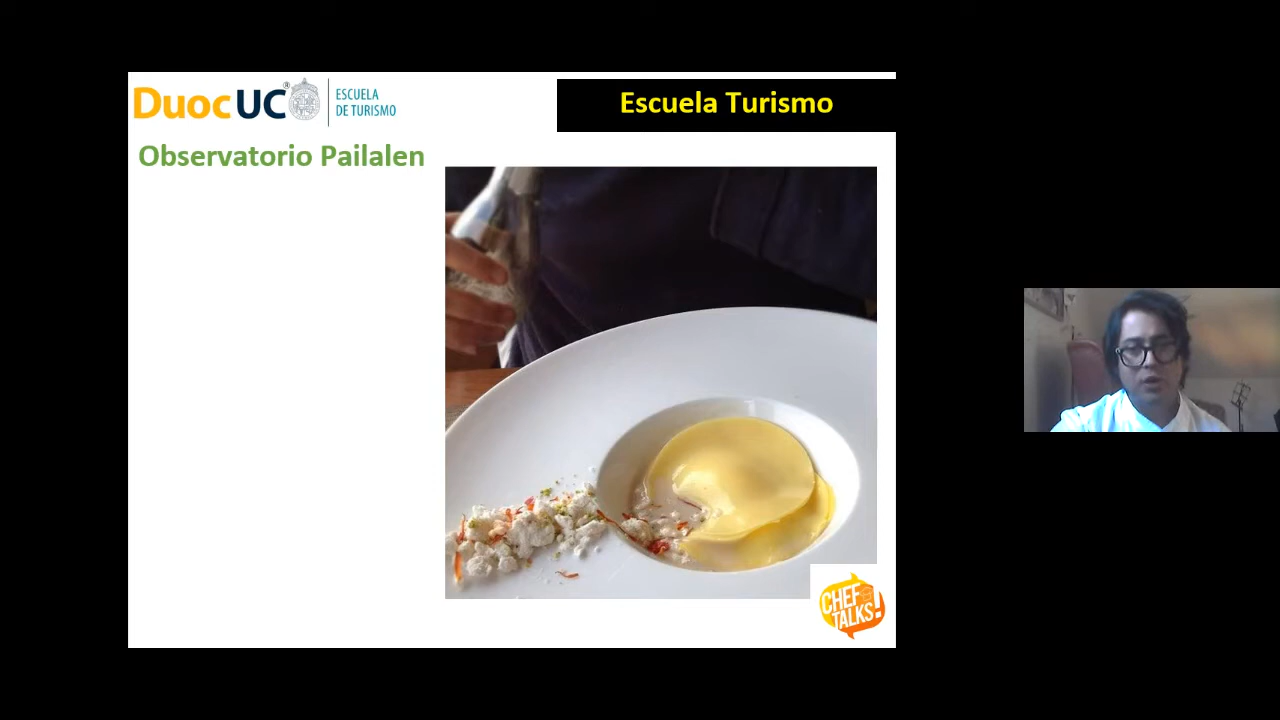 Duoc UC®
ESCUELA
DE TURISMO
Escuela Turismo
Observatorio Pailalen
CHEF
TALKS!